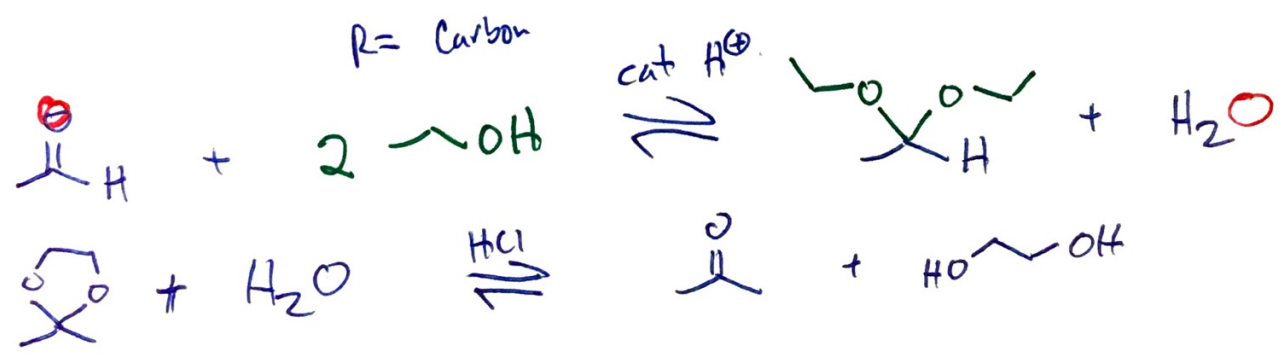 R= Carbon
O H + 2 OH cat H⊕ O O H + H₂O
O O + H₂O HCl O + HO OH